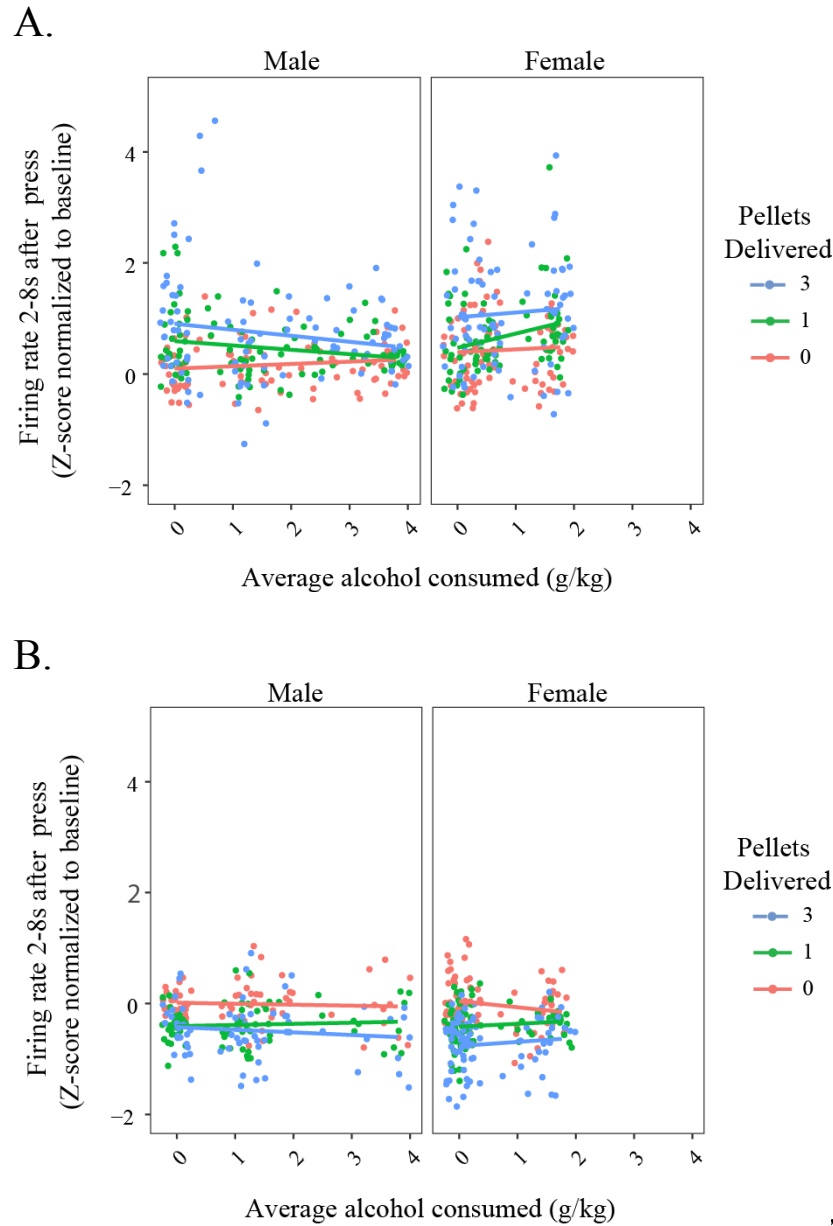 A.
Male
Female
4
2
0
−2
Firing rate 2-8s after press
(Z-score normalized to baseline)
0 1 2 3 4
0 1 2 3 4
Average alcohol consumed (g/kg)
Pellets
Delivered
3
1
0
B.
Male
Female
4
2
0
−2
Firing rate 2-8s after press
(Z-score normalized to baseline)
0 1 2 3 4
0 1 2 3 4
Average alcohol consumed (g/kg)
Pellets
Delivered
3
1
0
,